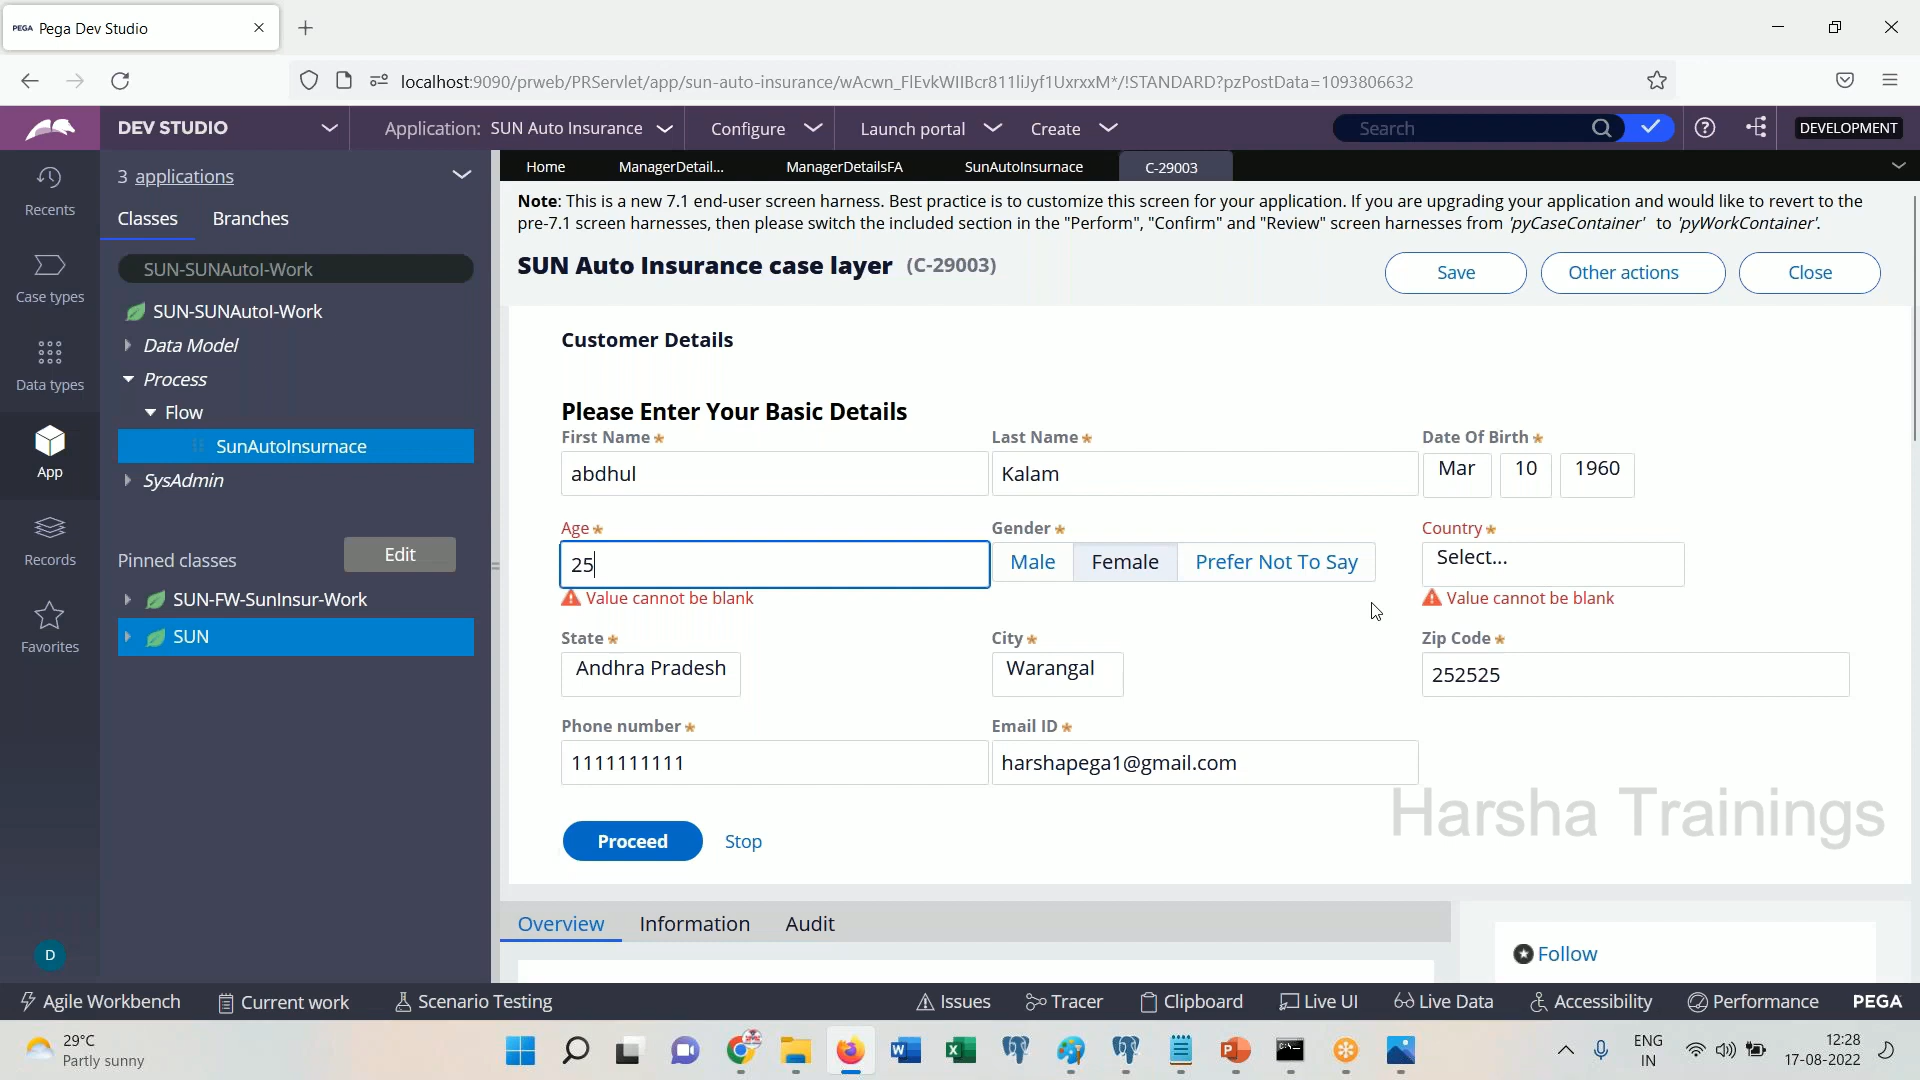 PEGA Pega Dev Studio
localhost:9090/prweb/PRServlet/app/sun-auto-insurance/wAcwn_FlEvkWIIBcr811liJyf1UxrxxM*/!STANDARD?pzPostData=1093806632
DEV STUDIO
Application: SUN Auto Insurance
Configure
Launch portal
Create
Search
DEVELOPMENT
Recents
Case types
Data types
App
Records
Favorites
D
3 applications
Classes
Branches
SUN-SUNAutoI-Work
SUN-SUNAutoI-Work
Data Model
Process
Flow
SunAutoInsurnace
SysAdmin
Pinned classes
Edit
SUN-FW-SunInsur-Work
SUN
Home
ManagerDetail...
ManagerDetailsFA
SunAutoInsurnace
C-29003
Note: This is a new 7.1 end-user screen harness. Best practice is to customize this screen for your application. If you are upgrading your application and would like to revert to the
pre-7.1 screen harnesses, then please switch the included section in the "Perform", "Confirm" and "Review" screen harnesses from 'pyCaseContainer' to 'pyWorkContainer'.
SUN Auto Insurance case layer (C-29003)
Save
Other actions
Close
Customer Details
Please Enter Your Basic Details
First Name*
Last Name*
Date Of Birth*
abdhul
Kalam
Mar
10
1960
Age*
Gender*
Country*
25
Male
Female
Prefer Not To Say
Select...
Value cannot be blank
Value cannot be blank
State*
City*
Zip Code*
Andhra Pradesh
Warangal
252525
Phone number*
Email ID*
1111111111
harshapega1@gmail.com
Harsha Trainings
Proceed
Stop
Overview
Information
Audit
Follow
Agile Workbench
Current work
Scenario Testing
Issues
Tracer
Clipboard
Live UI
Live Data
Accessibility
Performance
PEGA
29°C
Partly sunny
ENG
IN
12:28
17-08-2022